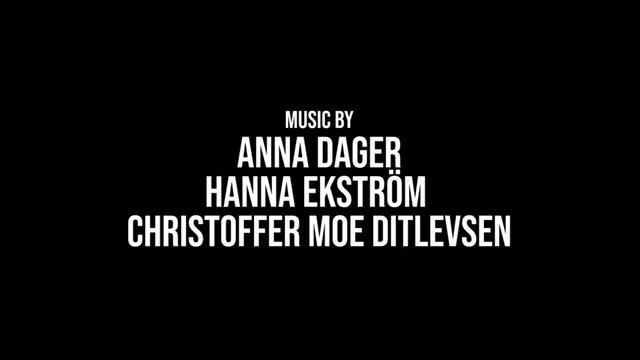 MUSIC BY
ANNA DAGER
HANNA EKSTRÖM
CHRISTOFFER MOE DITLEVSEN